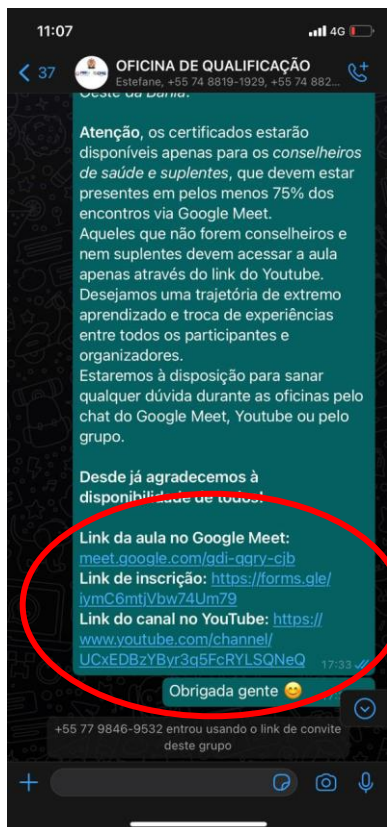 11:07
4G
37
OFICINA DE QUALIFICAÇÃO
Estefane, +55 74 8819-1929, +55 74 882...
Oeste da Bahia.
Atenção, os certificados estarão
disponíveis apenas para os conselheiros
de saúde e suplentes, que devem estar
presentes em pelos menos 75% dos
encontros via Google Meet.
Aqueles que não forem conselheiros e
nem suplentes devem acessar a aula
apenas através do link do Youtube.
Desejamos uma trajetória de extremo
aprendizado e troca de experiências
entre todos os participantes e
organizadores.
Estaremos à disposição para sanar
qualquer dúvida durante as oficinas pelo
chat do Google Meet, Youtube ou pelo
grupo.
Desde já agradecemos à
disponibilidade de todos!
Link da aula no Google Meet:
meet.google.com/qdi-qgry-cjb
Link de inscrição: https://forms.gle/
iymC6mtjVbw74Um79
Link do canal no YouTube: https://
www.youtube.com/channel/
UCxEDBzYByr3q5FcRYLSQNeQ 17:33
Obrigada gente 😊
+55 77 9846-9532 entrou usando o link de convite
deste grupo